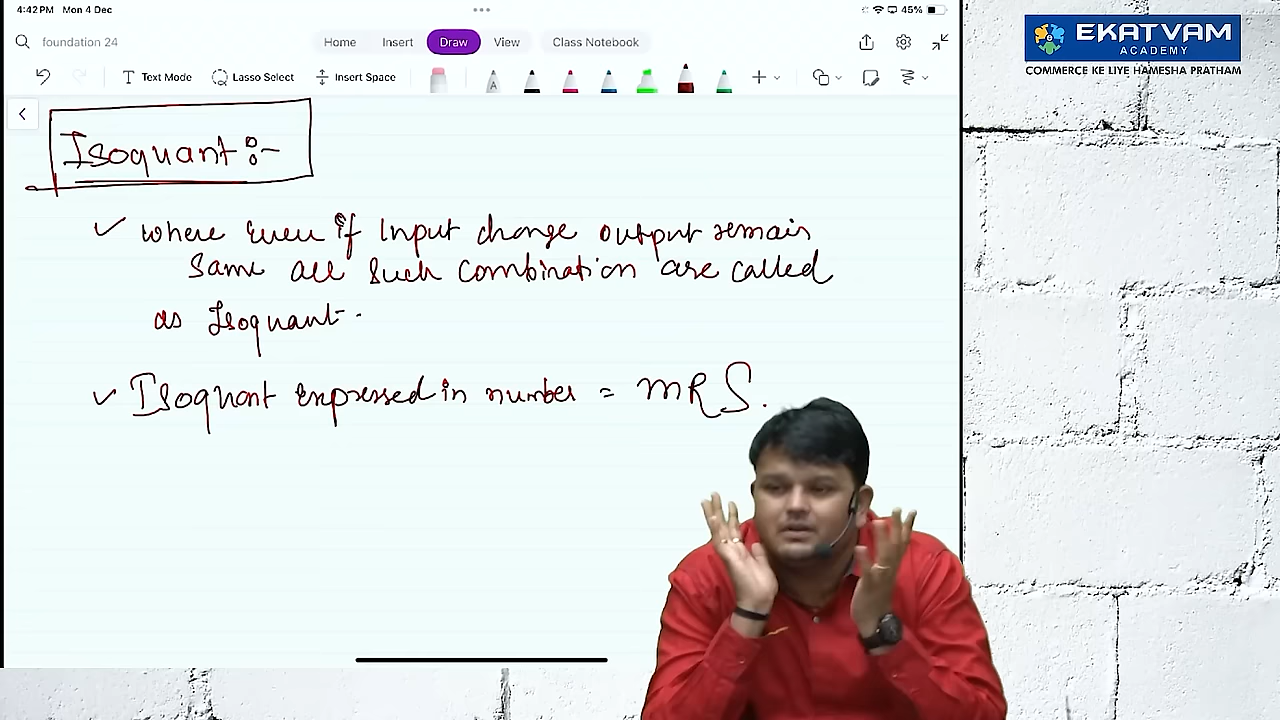 4:42 PM Mon 4 Dec
45%
foundation 24
Home Insert Draw View Class Notebook
Text Mode Lasso Select Insert Space
EKATVAM
ACADEMY
COMMERCE KE LIYE HAMESHA PRATHAM
Isoquant :-
where Even if Input change output remain
same all such combination are called
as Isoquant.
Isoquant expressed in number = MRS.